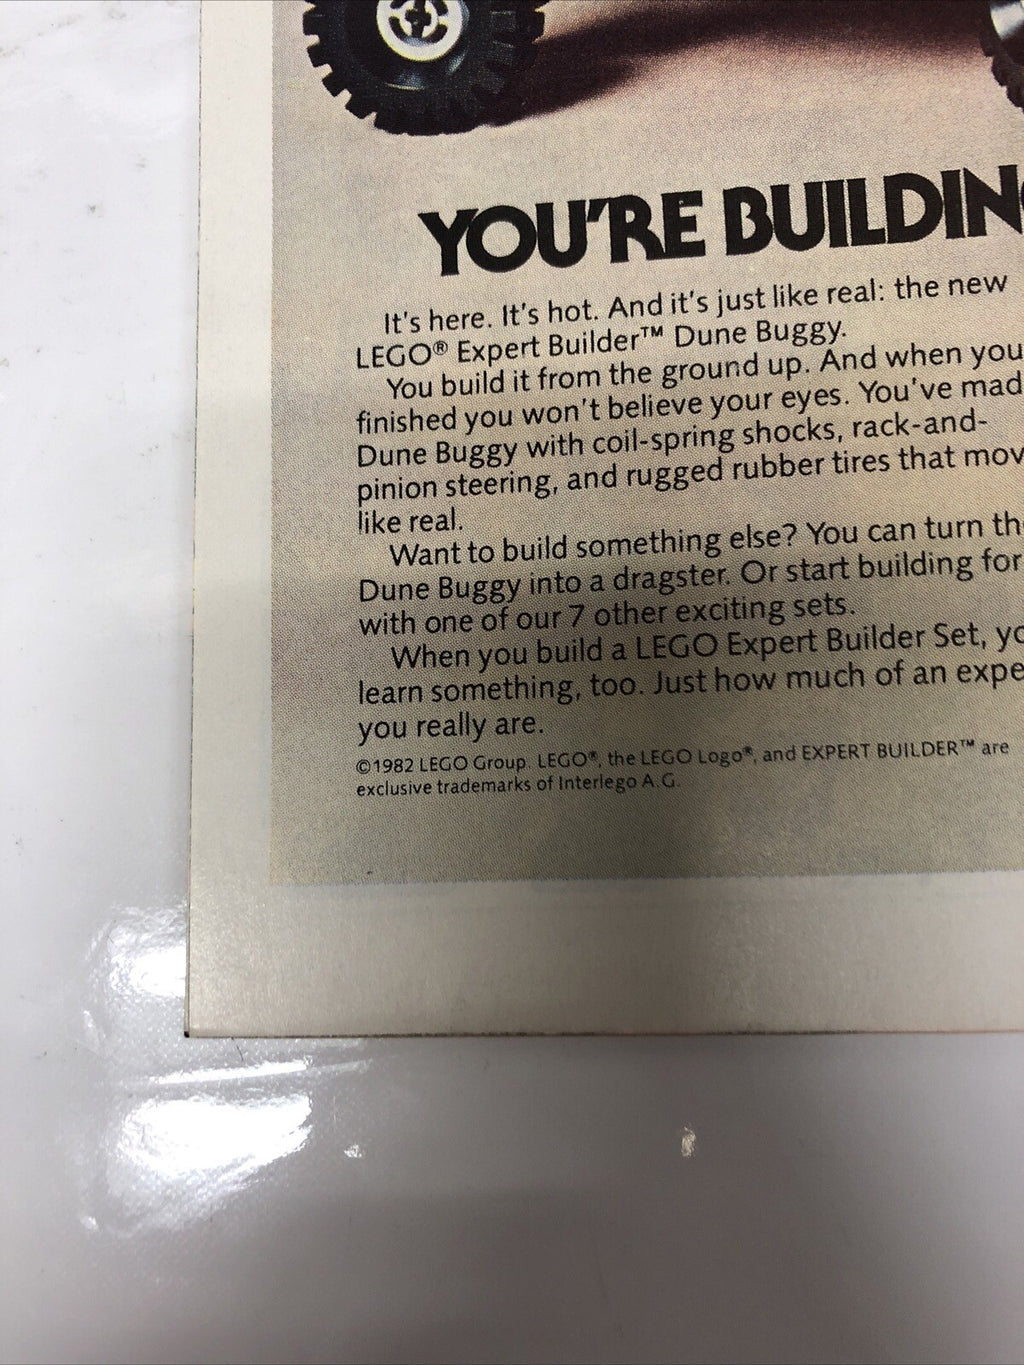 YOU'RE BUILDIN
It's here. It's hot. And it's just like real: the new
LEGO® Expert Builder™ Dune Buggy.
You build it from the ground up. And when you
finished you won't believe your eyes. You've mad
Dune Buggy with coil-spring shocks, rack-and-
pinion steering, and rugged rubber tires that mov
like real.
Want to build something else? You can turn th
Dune Buggy into a dragster. Or start building for
with one of our 7 other exciting sets.
When you build a LEGO Expert Builder Set, yo
learn something, too. Just how much of an expe
you really are.
©1982 LEGO Group. LEGO®, the LEGO Logo®, and EXPERT BUILDER™ are
exclusive trademarks of Interlego A.G.